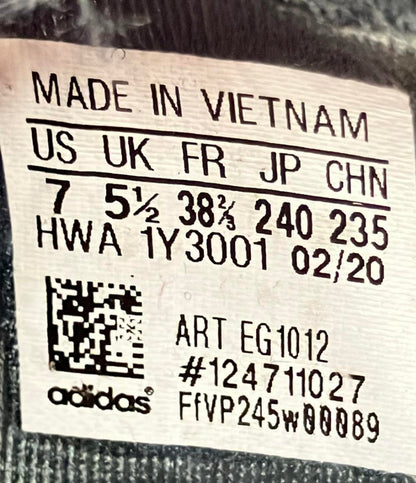 MADE IN VIETNAM
US UK FR JP CHN
7 5½ 38⅔ 240 235
HWA 1Y3001 02/20
ART EG1012
#124711027
adidas® FfVP245w00089